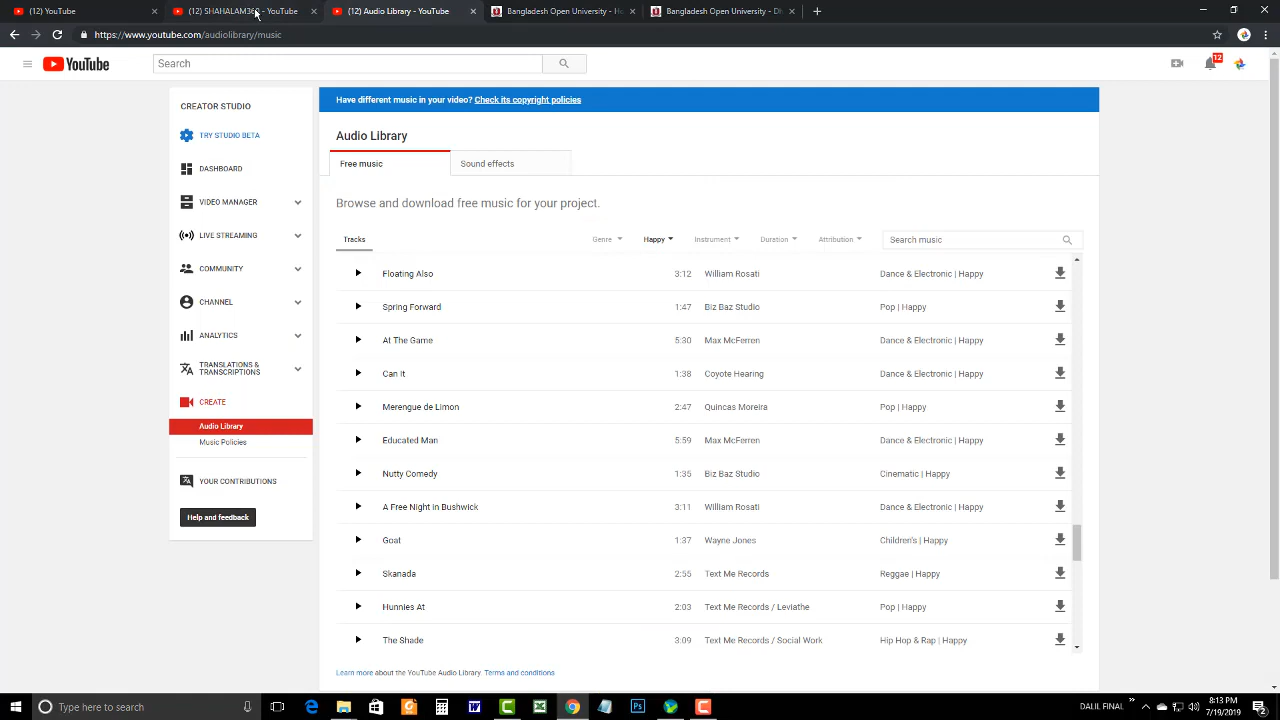 (12) YouTube
(12) SHAHALAM36 - YouTube
(12) Audio Library - YouTube
Bangladesh Open University - Ho
Bangladesh Open University - Dh
https://www.youtube.com/audiolibrary/music
YouTube
Search
12
CREATOR STUDIO
TRY STUDIO BETA
DASHBOARD
VIDEO MANAGER
LIVE STREAMING
COMMUNITY
CHANNEL
ANALYTICS
TRANSLATIONS &
TRANSCRIPTIONS
CREATE
Audio Library
Music Policies
YOUR CONTRIBUTIONS
Help and feedback
Have different music in your video? Check its copyright policies
Audio Library
Free music Sound effects
Browse and download free music for your project.
Tracks Genre Happy Instrument Duration Attribution Search music
Floating Also 3:12 William Rosati Dance & Electronic | Happy
Spring Forward 1:47 Biz Baz Studio Pop | Happy
At The Game 5:30 Max McFerren Dance & Electronic | Happy
Can It 1:38 Coyote Hearing Dance & Electronic | Happy
Merengue de Limon 2:47 Quincas Moreira Pop | Happy
Educated Man 5:59 Max McFerren Dance & Electronic | Happy
Nutty Comedy 1:35 Biz Baz Studio Cinematic | Happy
A Free Night in Bushwick 3:11 William Rosati Dance & Electronic | Happy
Goat 1:37 Wayne Jones Children's | Happy
Skanada 2:55 Text Me Records Reggae | Happy
Hunnies At 2:03 Text Me Records / Leviathe Pop | Happy
The Shade 3:09 Text Me Records / Social Work Hip Hop & Rap | Happy
Learn more about the YouTube Audio Library. Terms and conditions
Type here to search
DALIL FINAL
8:13 PM
7/19/2019
2